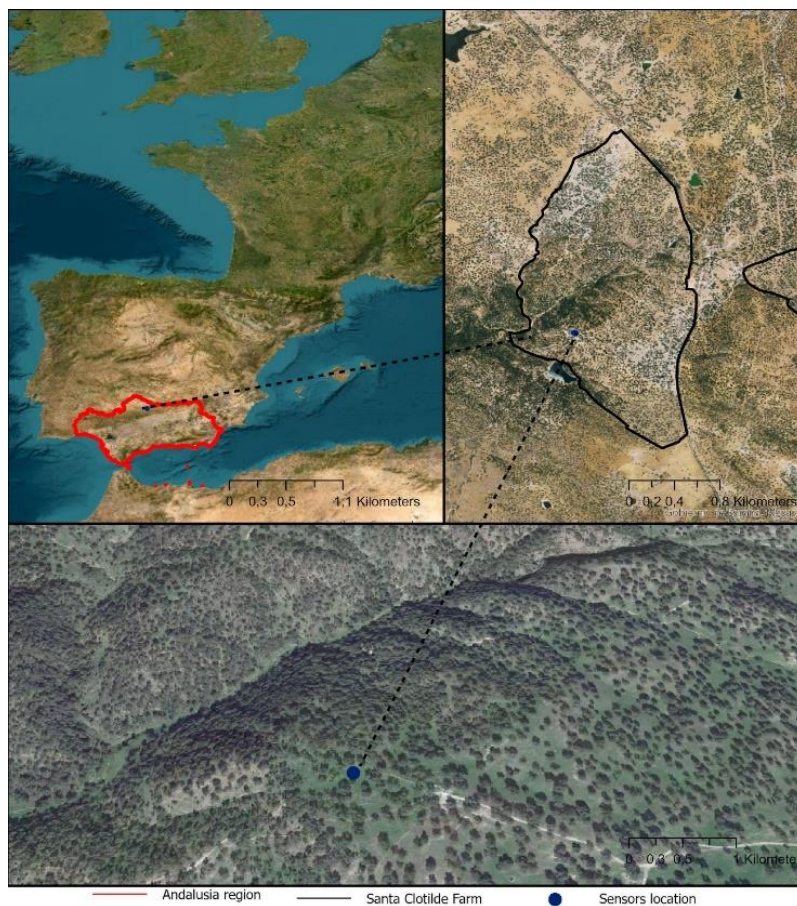 0 0,3 0,5 1,1 Kilometers
0 0,2 0,4 0,8 Kilometers
0 0,3 0,5 1 Kilometer
Andalusia region
Santa Clotilde Farm
Sensors location